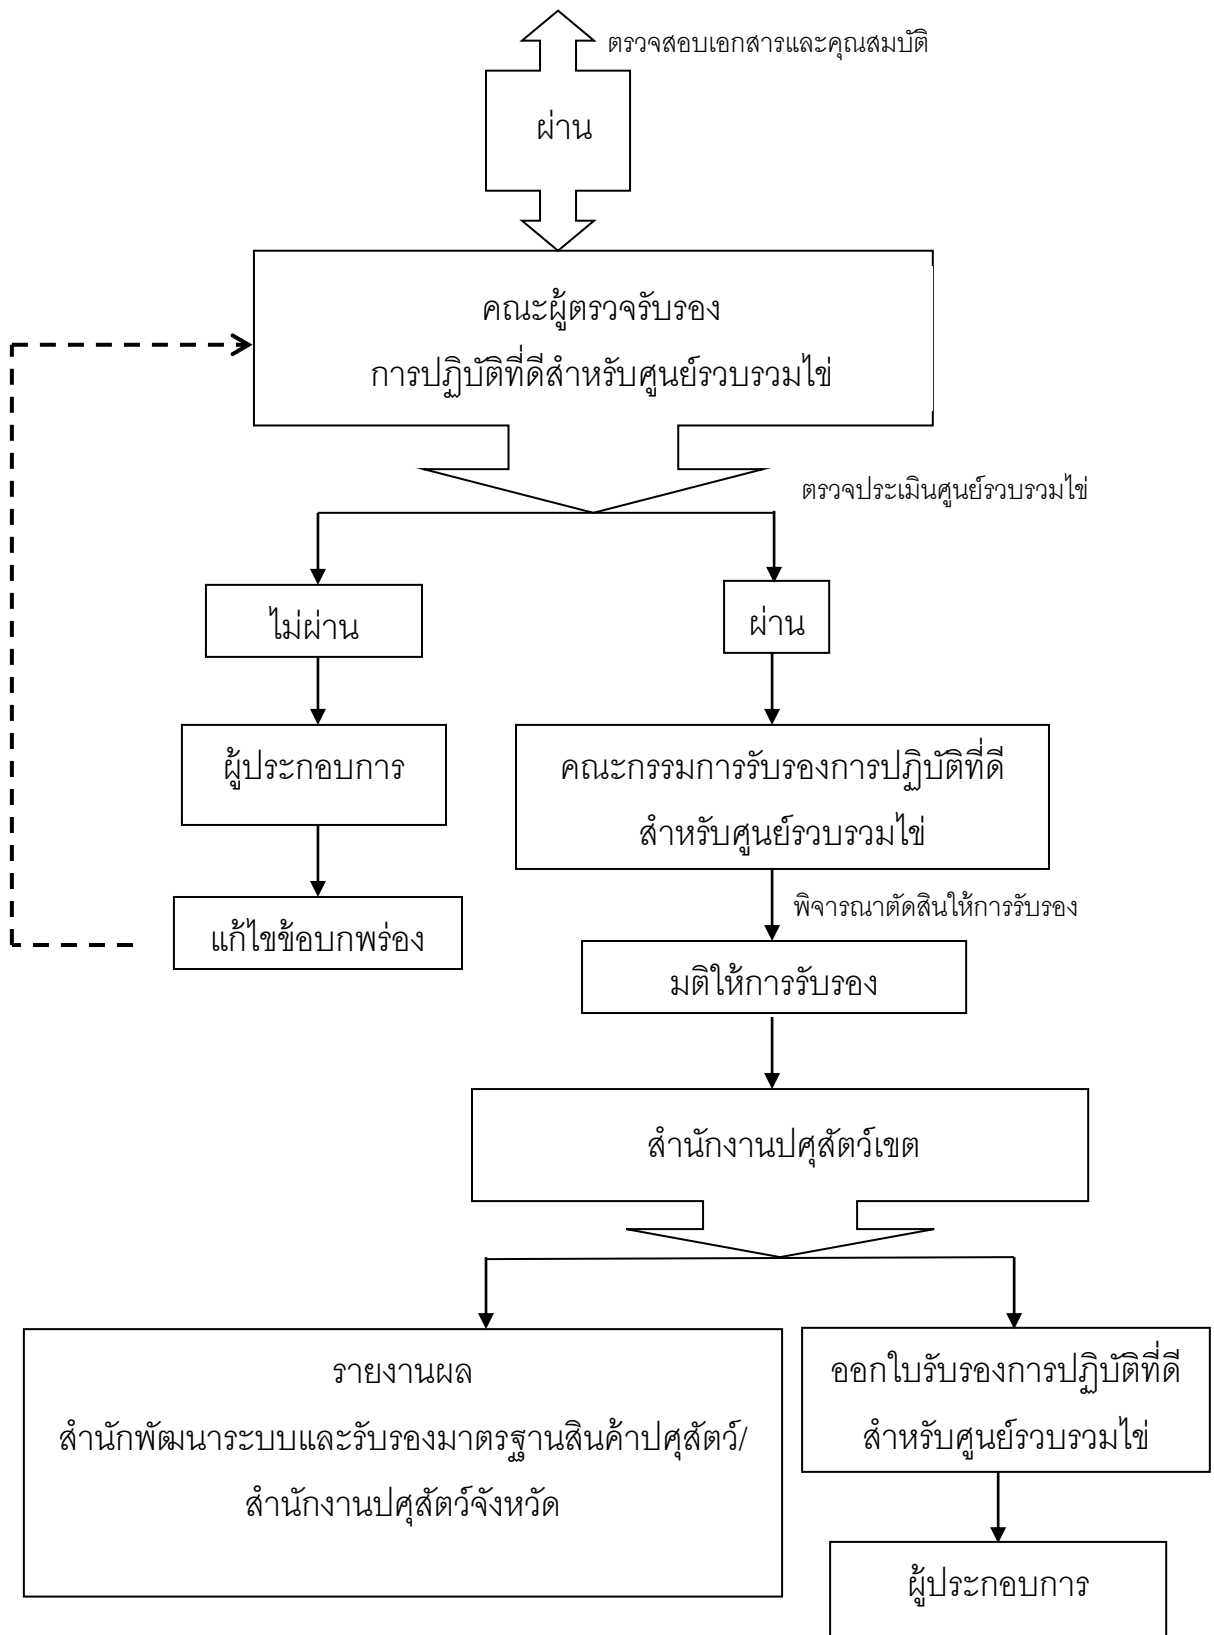 ตรวจสอบเอกสารและคุณสมบัติ
ผ่าน
คณะผู้ตรวจรับรอง
การปฏิบัติที่ดีสำหรับศูนย์รวบรวมไข่
ตรวจประเมินศูนย์รวบรวมไข่
ไม่ผ่าน
ผ่าน
ผู้ประกอบการ
คณะกรรมการรับรองการปฏิบัติที่ดี
สำหรับศูนย์รวบรวมไข่
พิจารณาตัดสินให้การรับรอง
แก้ไขข้อบกพร่อง
มติให้การรับรอง
สำนักงานปศุสัตว์เขต
รายงานผล
สำนักพัฒนาระบบและรับรองมาตรฐานสินค้าปศุสัตว์/
สำนักงานปศุสัตว์จังหวัด
ออกใบรับรองการปฏิบัติที่ดี
สำหรับศูนย์รวบรวมไข่
ผู้ประกอบการ